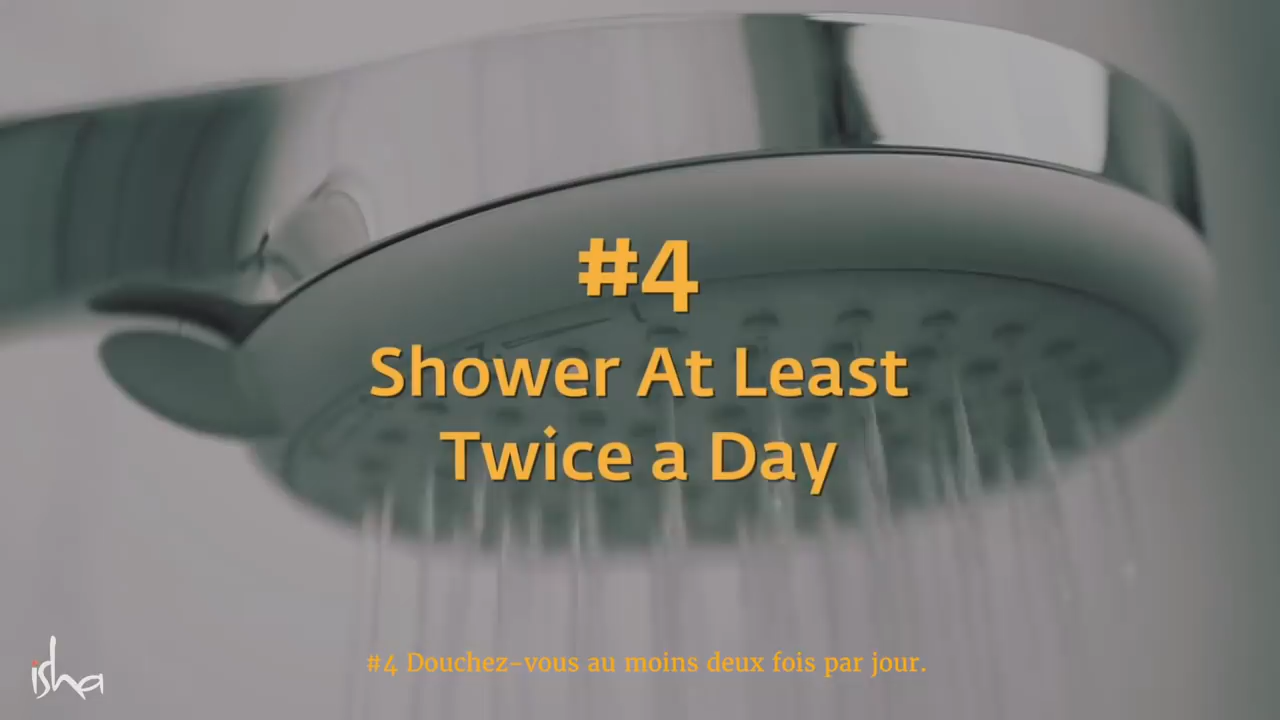 #4
Shower At Least
Twice a Day
#4 Douchez-vous au moins deux fois par jour.
isha